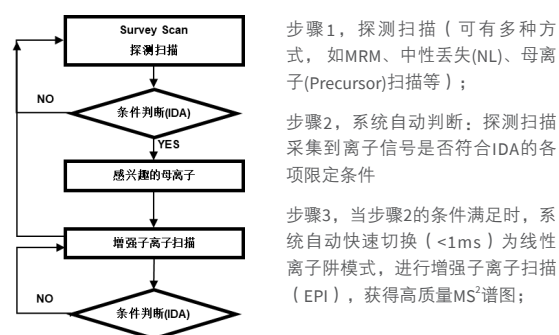 Survey Scan
探测扫描
NO
条件判断(IDA)
YES
感兴趣的母离子
增强子离子扫描
NO
条件判断(IDA)
步骤1，探测扫描（可有多种方
式， 如MRM、中性丢失(NL)、母离
子(Precursor)扫描等）；
步骤2，系统自动判断：探测扫描
采集到离子信号是否符合IDA的各
项限定条件
步骤3，当步骤2的条件满足时，系
统自动快速切换（<1ms）为线性
离子阱模式，进行增强子离子扫描
（EPI），获得高质量MS²谱图；